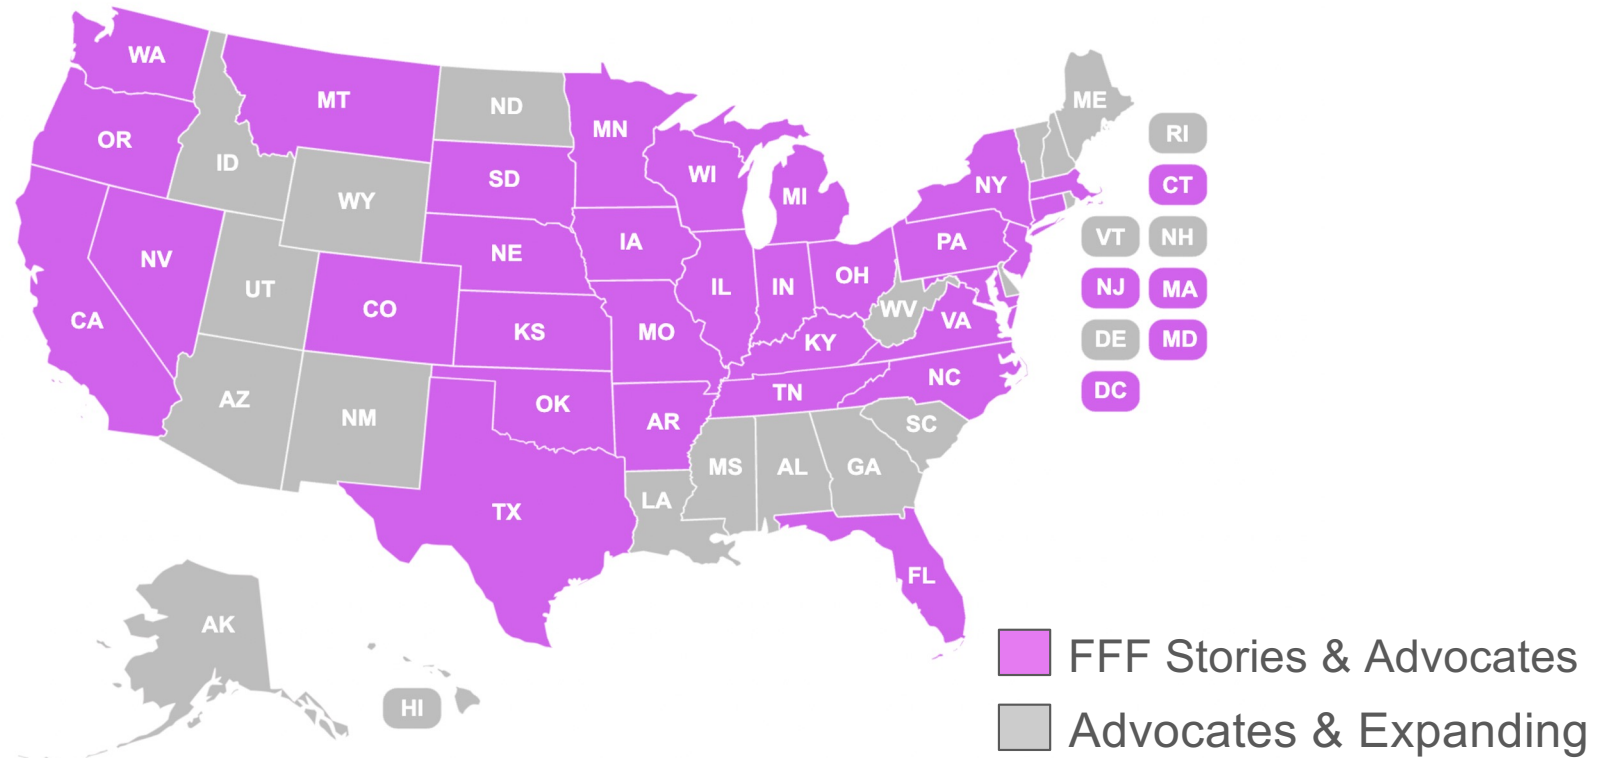 WA
MT
ND
MN
ME
OR
ID
SD
WI
MI
NY
RI
CT
WY
NV
UT
CO
NE
IA
IL
IN
OH
PA
VT
NH
NJ
MA
CA
KS
MO
KY
WV
VA
DE
MD
AZ
NM
OK
AR
TN
NC
DC
SC
TX
LA
MS
AL
GA
FL
AK
HI
FFF Stories & Advocates
Advocates & Expanding